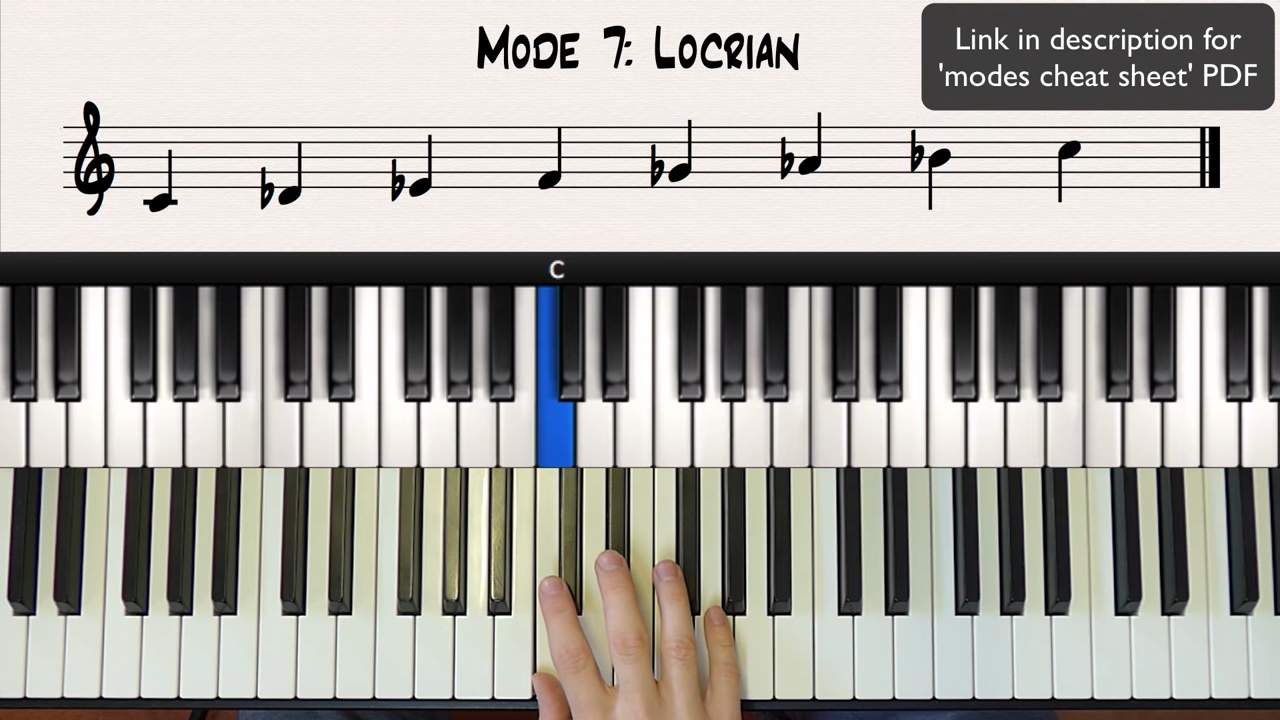 Mode 7: Locrian
Link in description for
'modes cheat sheet' PDF
C